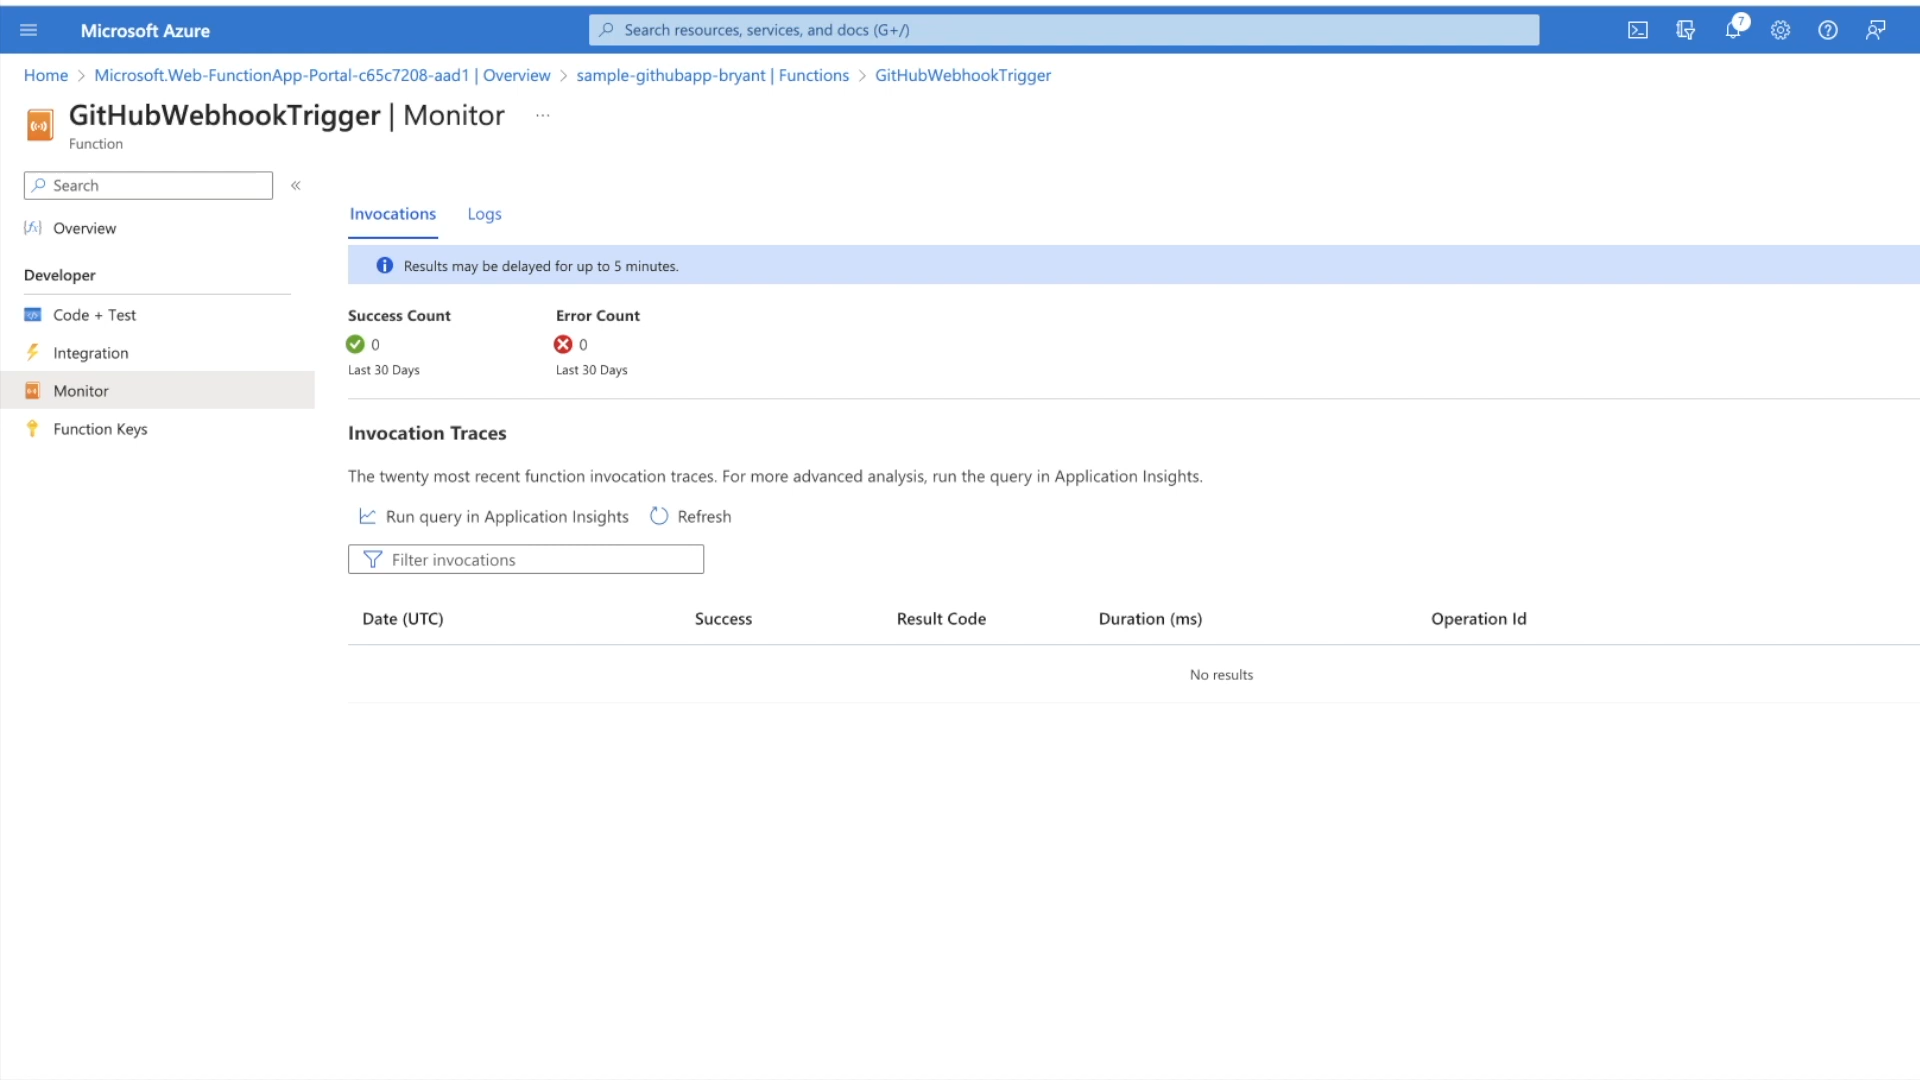 Microsoft Azure
Search resources, services, and docs (G+/)
7
Home > Microsoft.Web-FunctionApp-Portal-c65c7208-aad1 | Overview > sample-githubapp-bryant | Functions > GitHubWebhookTrigger
GitHubWebhookTrigger | Monitor ...
Function
Search «
Overview
Developer
Code + Test
Integration
Monitor
Function Keys
Invocations Logs
Results may be delayed for up to 5 minutes.
Success Count Error Count
0 0
Last 30 Days Last 30 Days
Invocation Traces
The twenty most recent function invocation traces. For more advanced analysis, run the query in Application Insights.
Run query in Application Insights Refresh
Filter invocations
Date (UTC) Success Result Code Duration (ms) Operation Id
No results